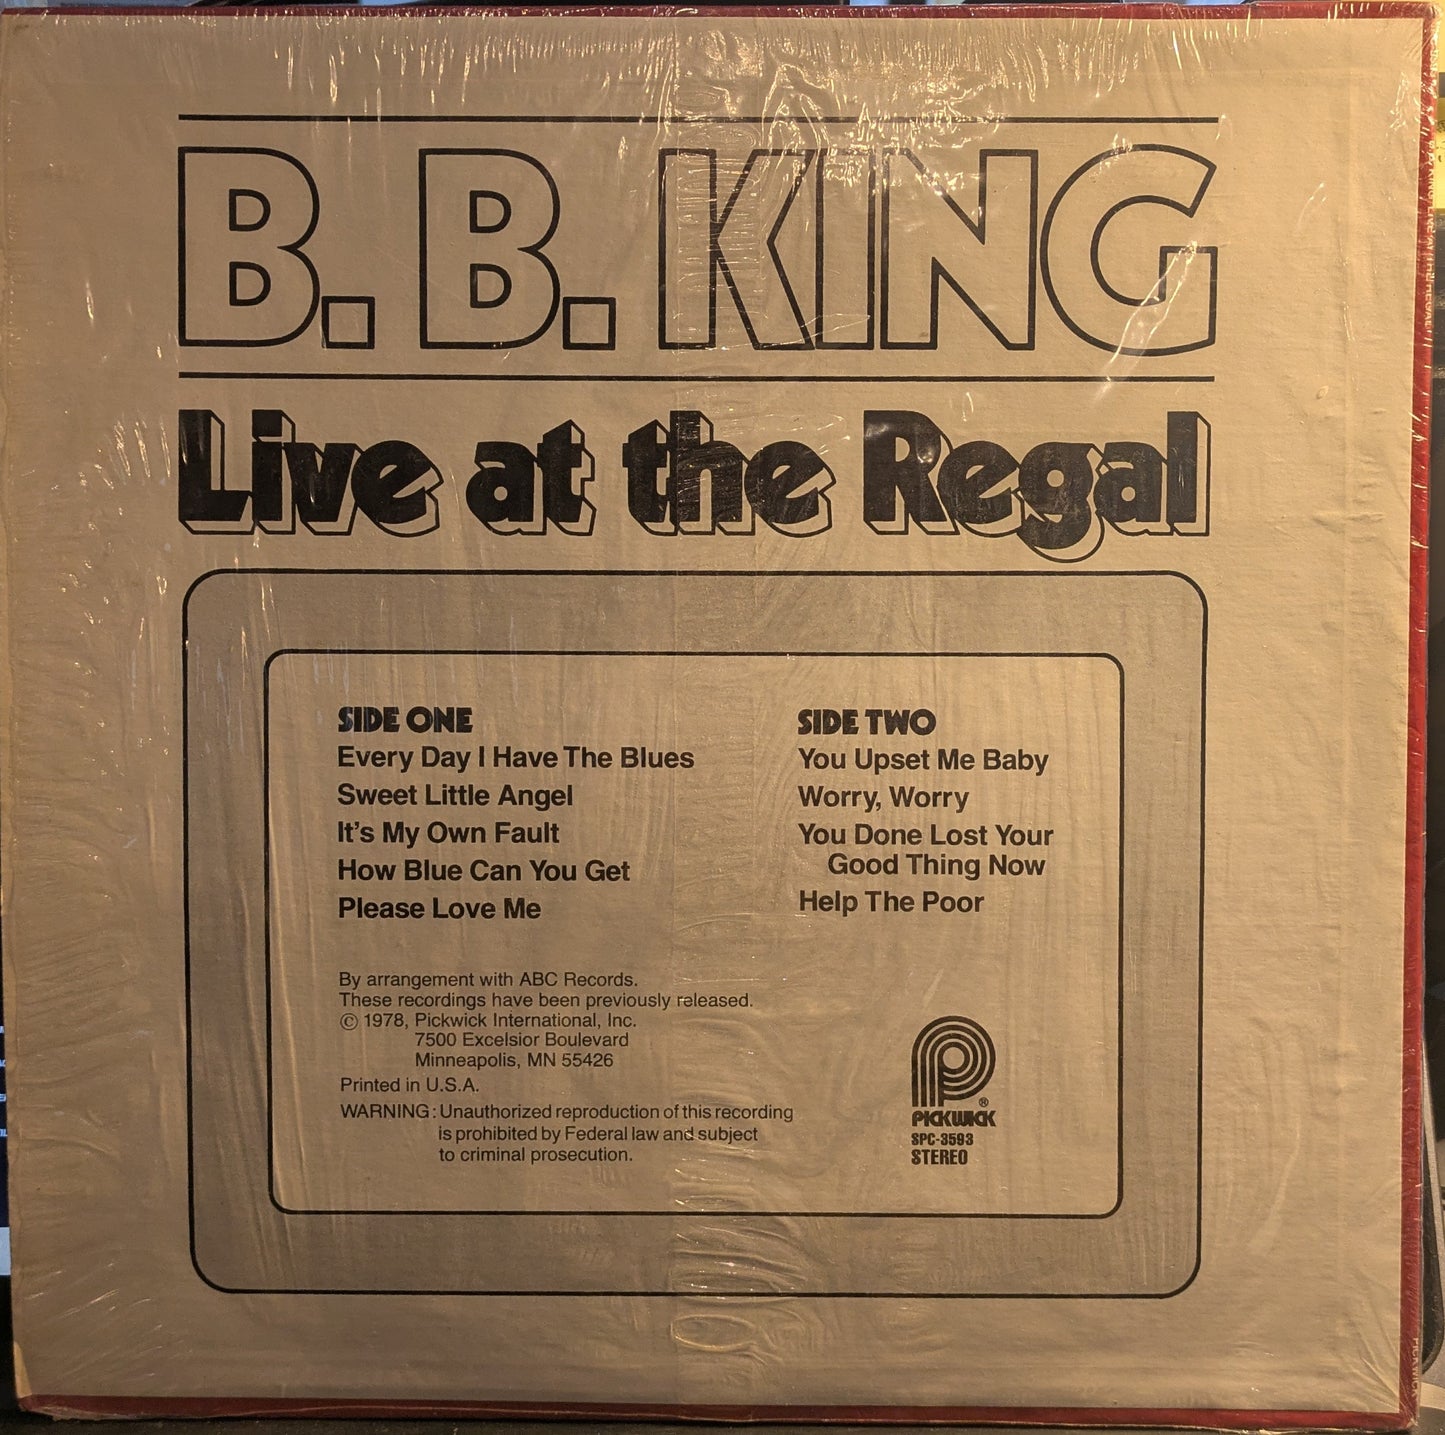 B. B. KING
Live at the Regal
SIDE ONE
Every Day I Have The Blues
Sweet Little Angel
It's My Own Fault
How Blue Can You Get
Please Love Me
SIDE TWO
You Upset Me Baby
Worry, Worry
You Done Lost Your
Good Thing Now
Help The Poor
By arrangement with ABC Records.
These recordings have been previously released.
© 1978, Pickwick International, Inc.
7500 Excelsior Boulevard
Minneapolis, MN 55426
Printed in U.S.A.
WARNING: Unauthorized reproduction of this recording
is prohibited by Federal law and subject
to criminal prosecution.
®
PICKWICK
SPC-3593
STEREO